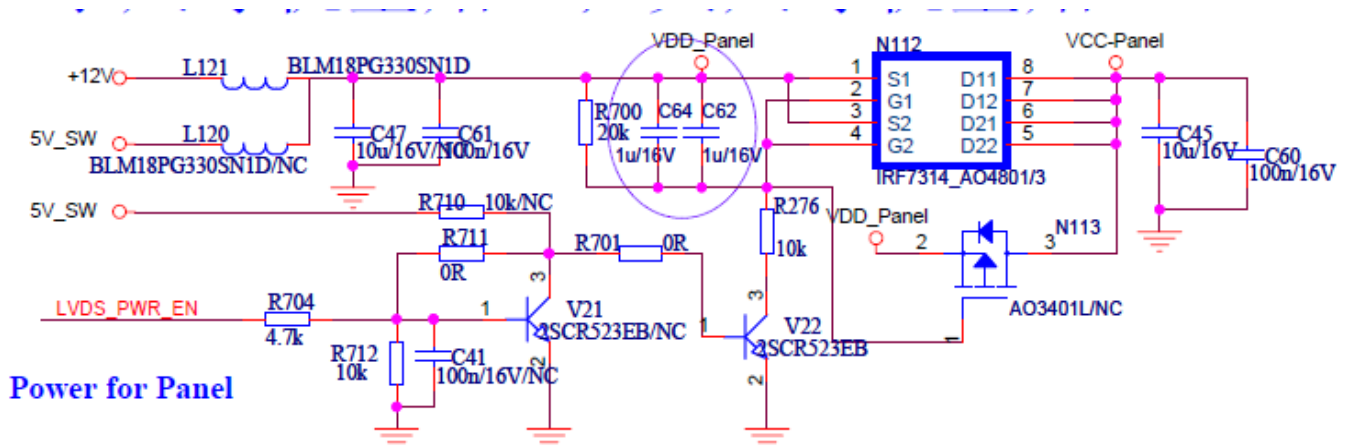 VDD_Panel
N112
VCC-Panel
+12V
L121
BLM18PG330SN1D
1
S1
D11
8
2
G1
D12
7
3
S2
D21
6
4
G2
D22
5
IRF7314_AO4801/3
R700
20k
C64
1u/16V
C62
1u/16V
5V_SW
L120
BLM18PG330SN1D/NC
C47
10u/16V/NC
C61
100n/16V
C45
10u/16V
C60
100n/16V
5V_SW
R710
10k/NC
R711
0R
R701
0R
R276
10k
VDD_Panel
2
3
N113
AO3401L/NC
1
LVDS_PWR_EN
R704
4.7k
1
3
V21
2SCR523EB/NC
2
1
3
V22
2SCR523EB
2
R712
10k
C41
100n/16V/NC
Power for Panel